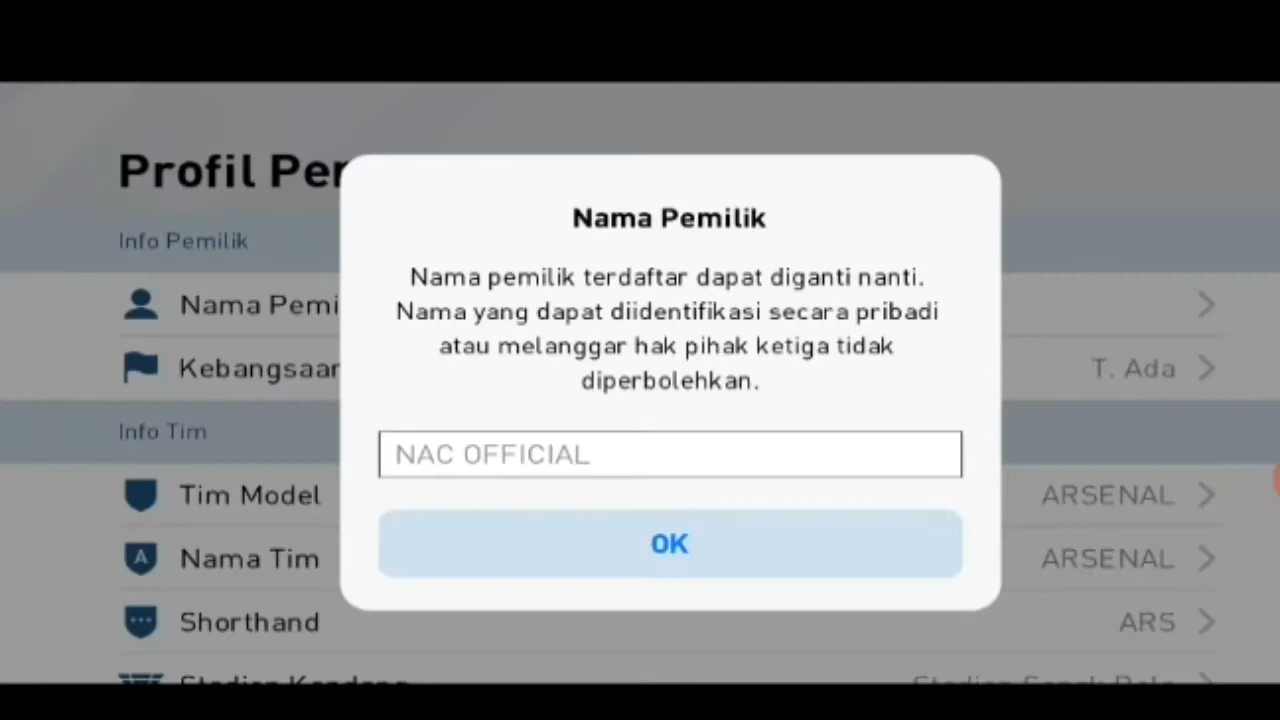 Profil Pe
Nama Pemilik
Nama pemilik terdaftar dapat diganti nanti.
Nama yang dapat diidentifikasi secara pribadi
atau melanggar hak pihak ketiga tidak
diperbolehkan.
NAC OFFICIAL
OK
Info Pemilik
Nama Pemi
Kebangsaan T. Ada
Info Tim
Tim Model ARSENAL
A
Nama Tim ARSENAL
Shorthand ARS